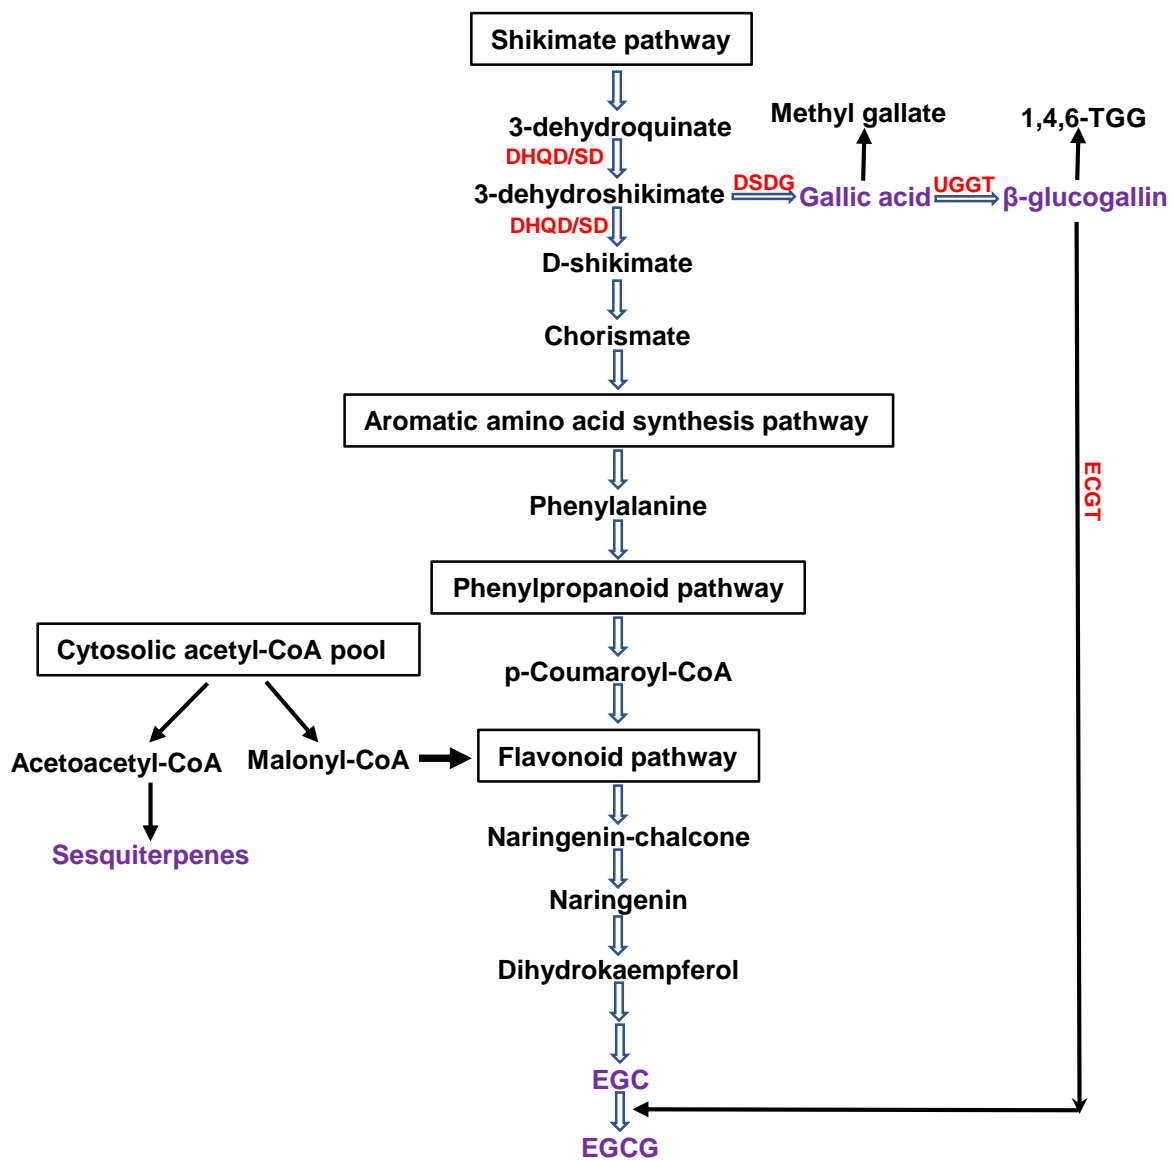 Shikimate pathway
3-dehydroquinate
Methyl gallate
1,4,6-TGG
DHQD/SD
3-dehydroshikimate
DSDG
Gallic acid
UGGT
β-glucogallin
DHQD/SD
D-shikimate
Chorismate
Aromatic amino acid synthesis pathway
ECGT
Phenylalanine
Phenylpropanoid pathway
Cytosolic acetyl-CoA pool
p-Coumaroyl-CoA
Acetoacetyl-CoA
Malonyl-CoA
Flavonoid pathway
Naringenin-chalcone
Sesquiterpenes
Naringenin
Dihydrokaempferol
EGC
EGCG